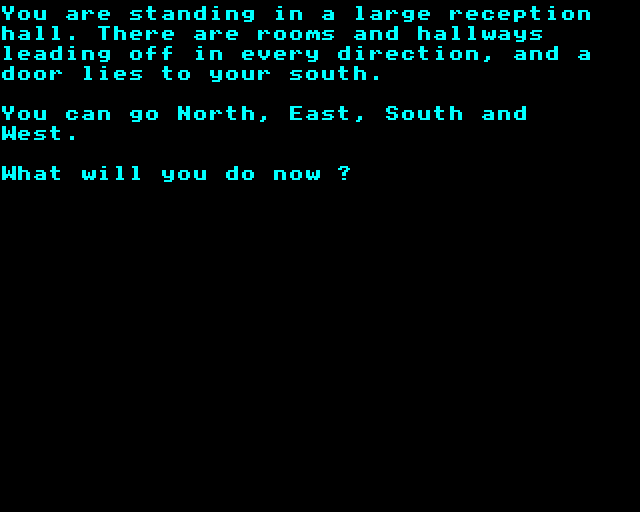 You are standing in a large reception
hall. There are rooms and hallways
leading off in every direction, and a
door lies to your south.
You can go North, East, South and
West.
What will you do now ?